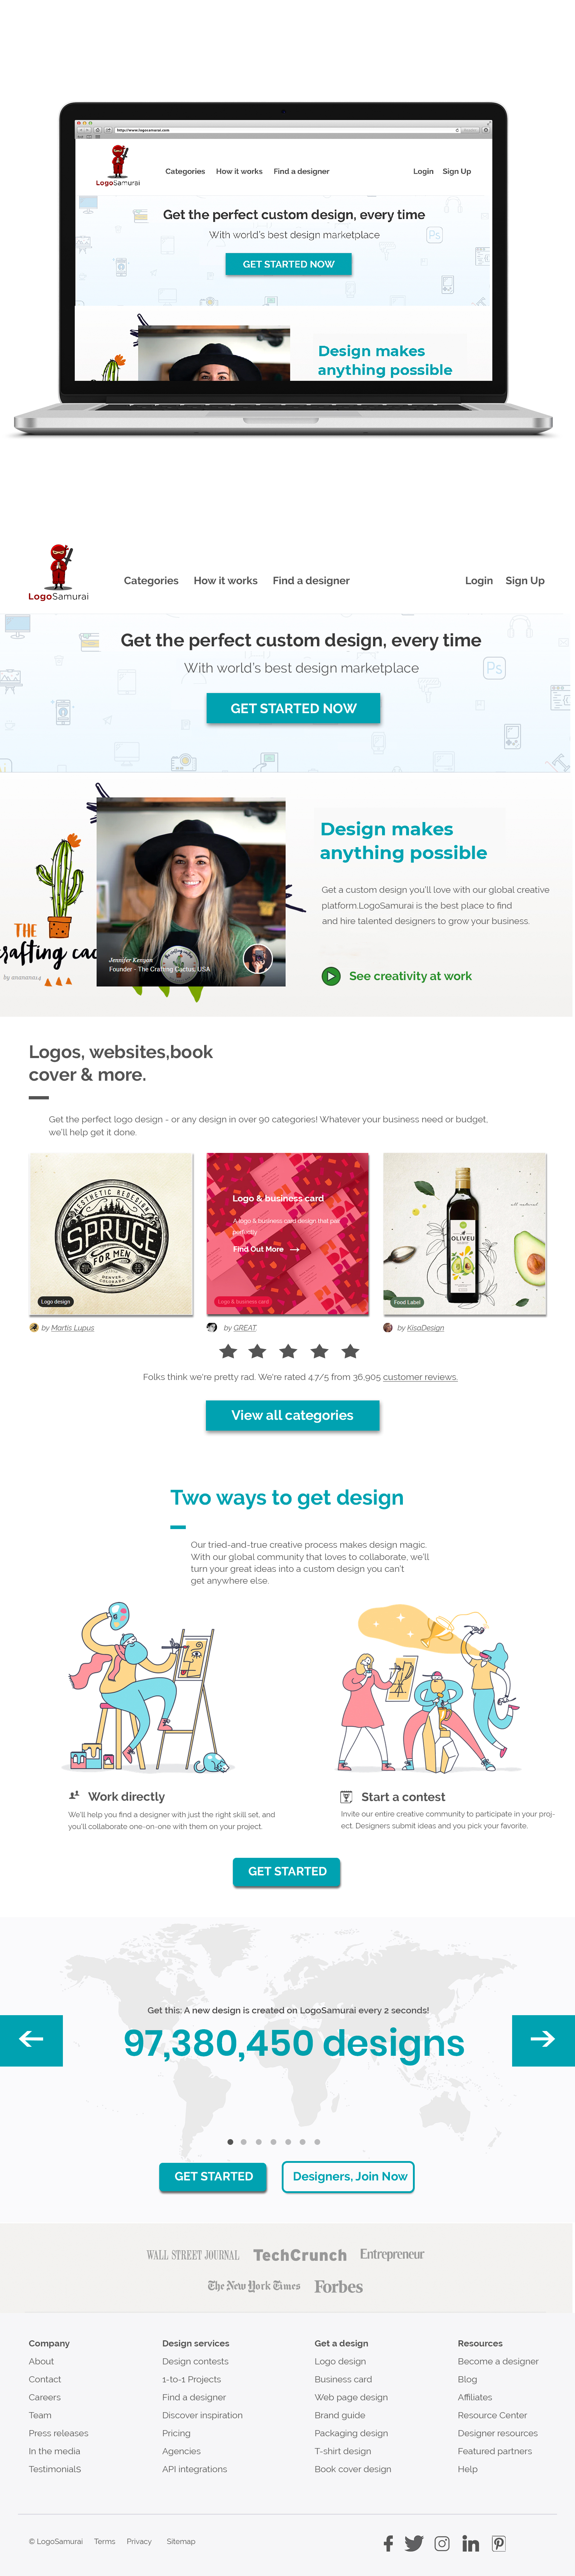 http://www.logosamurai.com
LogoSamurai
Categories How it works Find a designer Login Sign Up
Get the perfect custom design, every time
With world's best design marketplace
Ps
GET STARTED NOW
Design makes
anything possible
LogoSamurai
Categories How it works Find a designer Login Sign Up
Get the perfect custom design, every time
With world's best design marketplace
Ps
GET STARTED NOW
Design makes
anything possible
Get a custom design you'll love with our global creative
platform.LogoSamurai is the best place to find
and hire talented designers to grow your business.
See creativity at work
THE
rafting cac
Jennifer Kenyon
Founder - The Crafting Cactus, USA
Logos, websites,book
cover & more.
Get the perfect logo design - or any design in over 90 categories! Whatever your business need or budget,
we'll help get it done.
SPRUCE
FOR MEN
DENVER
COLORADO
Logo design
Logo & business card
A logo & business card design that pair
perfectly.
Find Out More
Logo & business card
all natural
OLIVEU
Food Label
by Martis Lupus
by GREAT
by KisaDesign
Folks think we're pretty rad. We're rated 4.7/5 from 36,905 customer reviews.
View all categories
Two ways to get design
Our tried-and-true creative process makes design magic.
With our global community that loves to collaborate, we'll
turn your great ideas into a custom design you can't
get anywhere else.
Work directly
We'll help you find a designer with just the right skill set, and
you'll collaborate one-on-one with them on your project.
Start a contest
Invite our entire creative community to participate in your proj-
ect. Designers submit ideas and you pick your favorite.
GET STARTED
Get this: A new design is created on LogoSamurai every 2 seconds!
97,380,450 designs
GET STARTED
Designers, Join Now
WALL STREET JOURNAL TechCrunch Entrepreneur
The New York Times Forbes
Company
About
Contact
Careers
Team
Press releases
In the media
TestimonialS
Design services
Design contests
1-to-1 Projects
Find a designer
Discover inspiration
Pricing
Agencies
API integrations
Get a design
Logo design
Business card
Web page design
Brand guide
Packaging design
T-shirt design
Book cover design
Resources
Become a designer
Blog
Affiliates
Resource Center
Designer resources
Featured partners
Help
© LogoSamurai Terms Privacy Sitemap